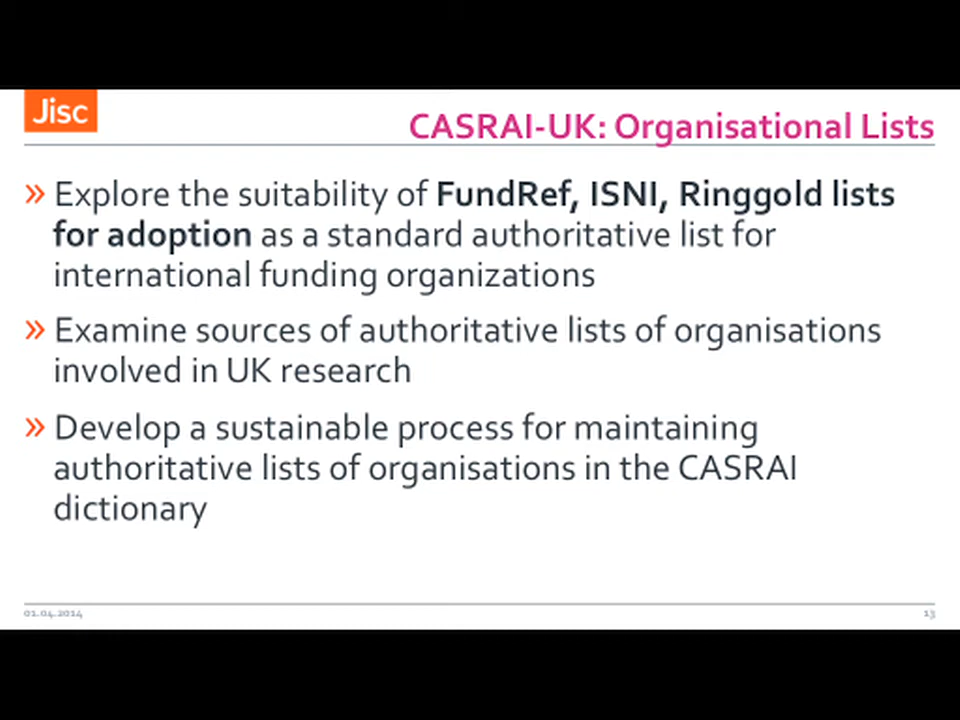 Jisc
CASRAI-UK: Organisational Lists
» Explore the suitability of FundRef, ISNI, Ringgold lists
for adoption as a standard authoritative list for
international funding organizations
» Examine sources of authoritative lists of organisations
involved in UK research
» Develop a sustainable process for maintaining
authoritative lists of organisations in the CASRAI
dictionary
01.04.2014
13